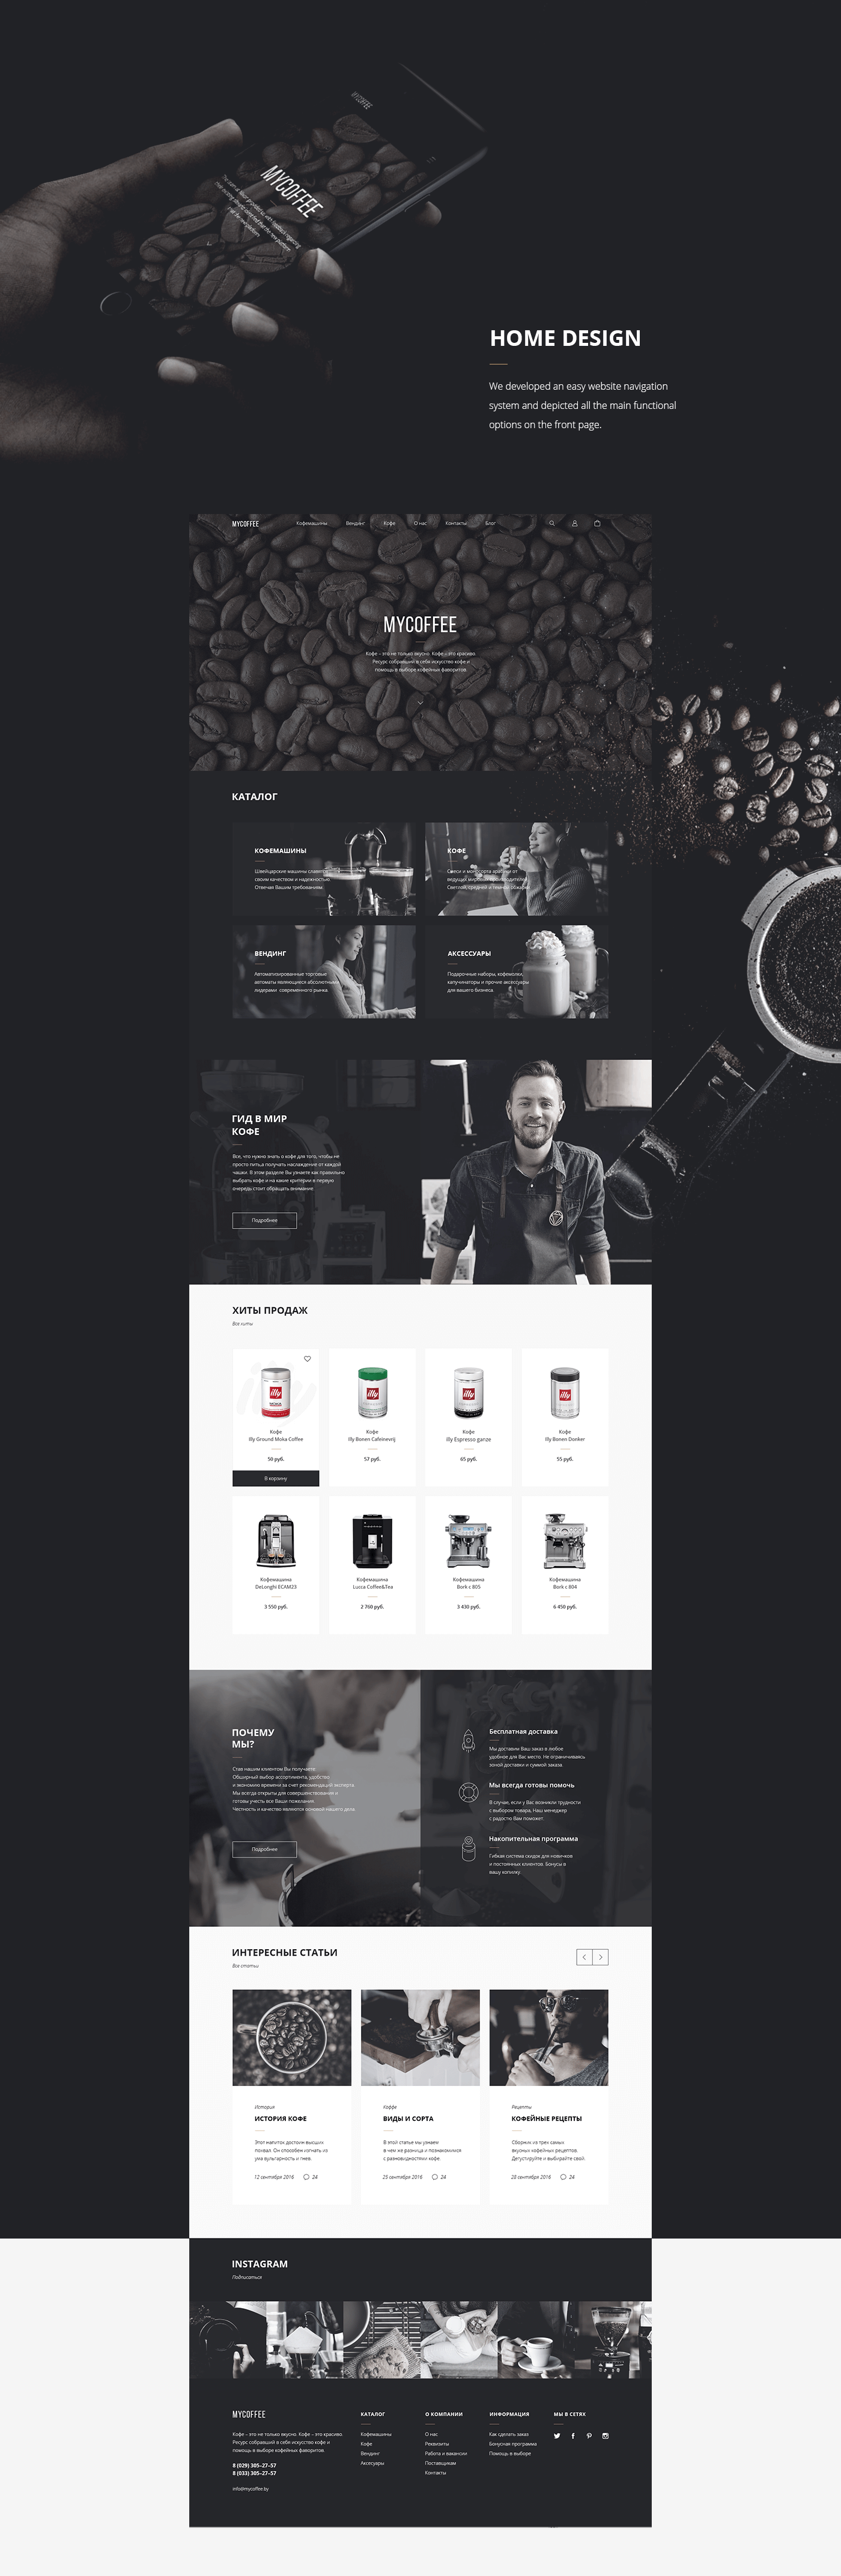 MYCOFFEE
MYCOFFEE
HOME DESIGN
We developed an easy website navigation
system and depicted all the main functional
options on the front page.
MYCOFFEE
Кофемашины
Вендинг
Кофе
О нас
Контакты
Блог
MYCOFFEE
Кофе – это не только вкусно. Кофе – это красиво.
Ресурс собравший в себя искусство кофе и
помощь в выборе кофейных фаворитов.
КАТАЛОГ
КОФЕМАШИНЫ
Швейцарские машины славятся
своим качеством и надежностью.
Отвечая Вашим требованиям.
КОФЕ
Смеси и моносорта арабики от
ведущих мировых производителей.
Светлой, средней и темной обжарки.
ВЕНДИНГ
Автоматизированные торговые
автоматы являющиеся абсолютными
лидерами современного рынка.
АКСЕССУАРЫ
Подарочные наборы, кофемолки,
капучинаторы и прочие аксессуары
для вашего бизнеса.
ГИД В МИР
КОФЕ
Все, что нужно знать о кофе для того, чтобы не
просто пить,а получать наслаждение от каждой
чашки. В этом разделе Вы узнаете как правильно
выбрать кофе и на какие критерии в первую
очередь стоит обращать внимание
Подробнее
ХИТЫ ПРОДАЖ
Все хиты
illy
illy
illy
illy
Кофе
Illy Ground Moka Coffee
50 руб.
В корзину
Кофе
Illy Bonen Cafeinevrij
57 руб.
Кофе
illy Espresso ganze
65 руб.
Кофе
Illy Bonen Donker
55 руб.
Кофемашина
DeLonghi ECAM23
3 550 руб.
Кофемашина
Lucca Coffee&Tea
2 760 руб.
Кофемашина
Bork c 805
3 430 руб.
Кофемашина
Bork c 804
6 450 руб.
ПОЧЕМУ
МЫ?
Став нашим клиентом Вы получаете:
Обширный выбор ассортимента, удобство
и экономию времени за счет рекомендаций эксперта.
Мы всегда открыты для совершенствования и
готовы учесть все Ваши пожелания.
Честность и качество являются основой нашего дела.
Подробнее
Бесплатная доставка
Мы доставим Ваш заказ в любое
удобное для Вас место. Не ограничиваясь
зоной доставки и суммой заказа.
Мы всегда готовы помочь
В случае, если у Вас возникли трудности
с выбором товара, Наш менеджер
с радостю Вам поможет.
Накопительная программа
Гибкая система скидок для новичков
и постоянных клиентов. Бонусы в
вашу копилку
ИНТЕРЕСНЫЕ СТАТЬИ
Все статьи
История
ИСТОРИЯ КОФЕ
Этот напиток достоин высших
похвал. Он способен изгнать из
ума вульгарность и гнев.
12 сентября 2016
24
Коффе
ВИДЫ И СОРТА
В этой статье мы узнаем
в чем же разница и познакомимся
с разновидностями кофе.
25 сентября 2016
24
Рецепты
КОФЕЙНЫЕ РЕЦЕПТЫ
Сборник из трех самых
вкусных кофейных рецептов.
Дегустируйте и выбирайте свой.
28 сентября 2016
24
INSTAGRAM
Подписаться
MYCOFFEE
Кофе – это не только вкусно. Кофе – это красиво.
Ресурс собравший в себя искусство кофе и
помощь в выборе кофейных фаворитов.
8 (029) 305–27–57
8 (033) 305–27–57
info@mycoffee.by
КАТАЛОГ
Кофемашины
Кофе
Вендинг
Аксесуары
О КОМПАНИИ
О нас
Реквизиты
Работа и вакансии
Поставщикам
Контакты
ИНФОРМАЦИЯ
Как сделать заказ
Бонусная программа
Помощь в выборе
МЫ В СЕТЯХ